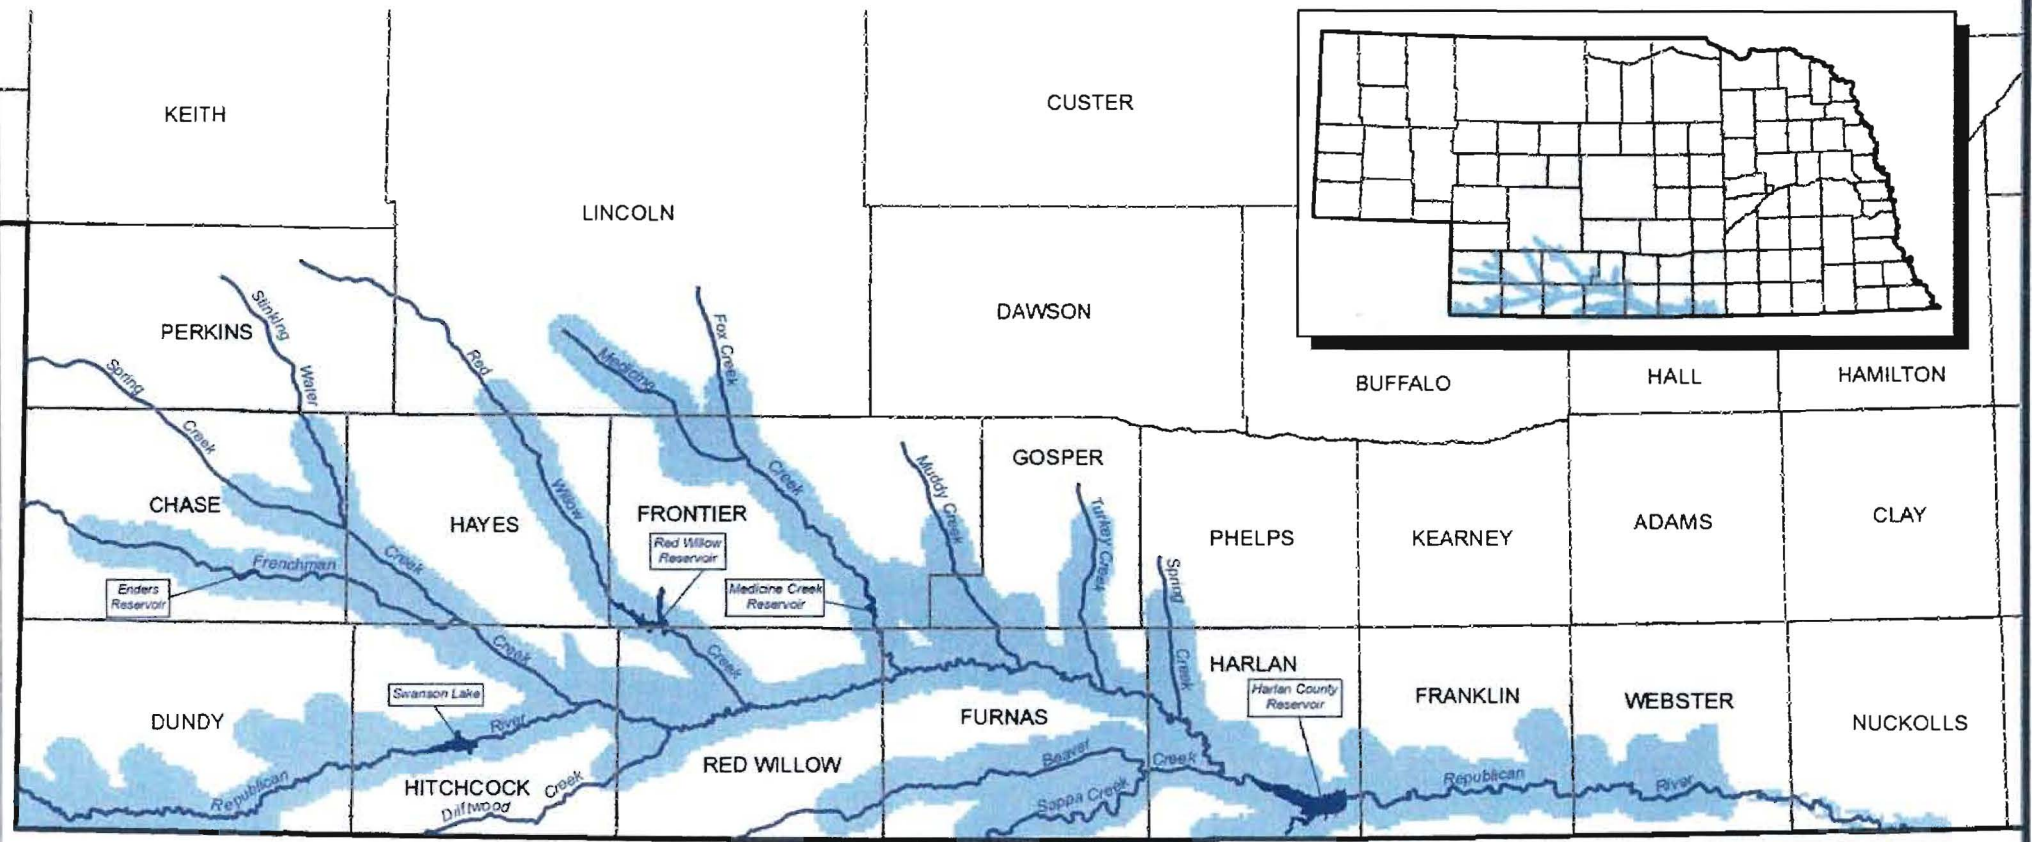 KEITH
CUSTER
LINCOLN
DAWSON
PERKINS
Stinking
Water
Spring
Creek
Red
Willow
Creek
Medicine
Fox Creek
Creek
BUFFALO
HALL
HAMILTON
CHASE
HAYES
FRONTIER
GOSPER
PHELPS
KEARNEY
ADAMS
CLAY
Muddy Creek
Turkey Creek
Spring
Creek
Red Willow
Reservoir
Medicine Creek
Reservoir
Enders
Reservoir
Frenchman
Creek
Creek
Swanson Lake
River
DUNDY
Republican
HITCHCOCK
Driftwood
Creek
RED WILLOW
FURNAS
Beaver
Creek
Sappa Creek
HARLAN
Harlan County
Reservoir
FRANKLIN
WEBSTER
NUCKOLLS
Republican
River